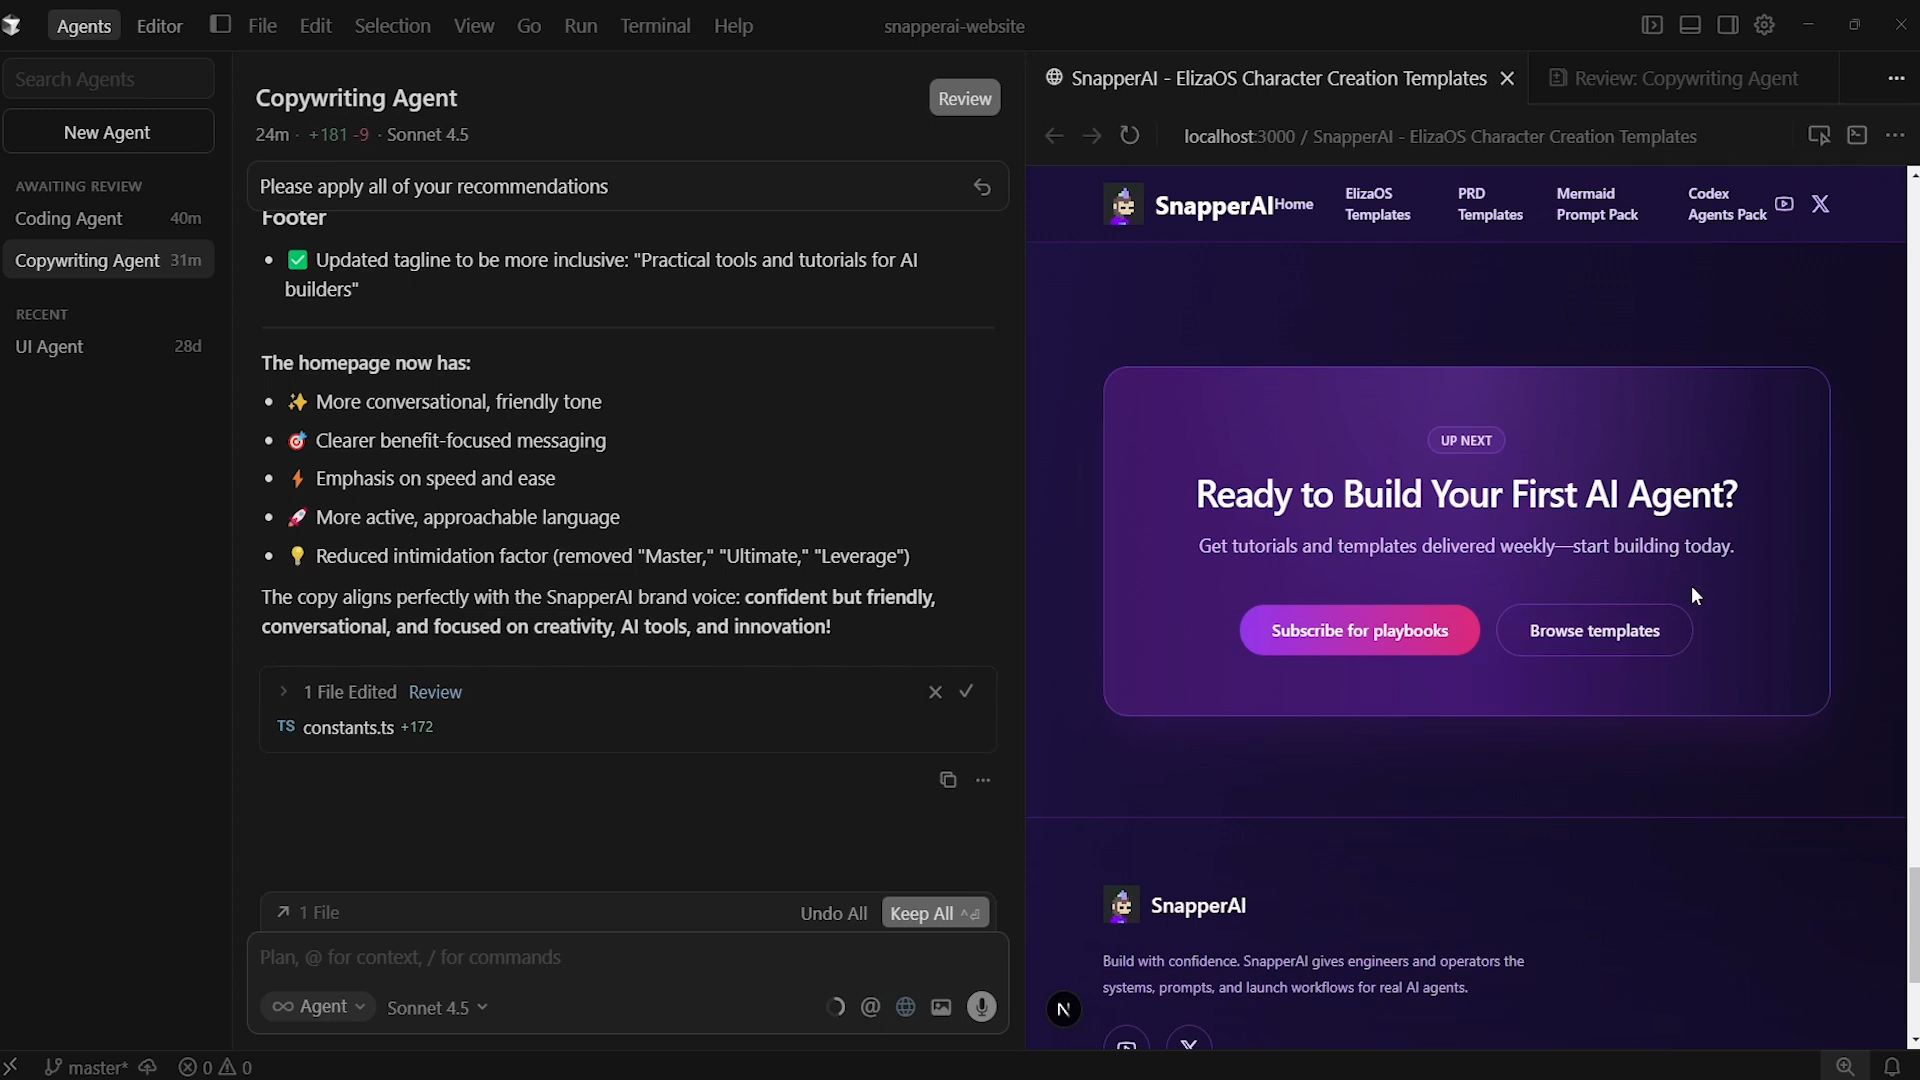 Agents Editor File Edit Selection View Go Run Terminal Help
snapperai-website
Search Agents
New Agent
AWAITING REVIEW
Coding Agent 40m
Copywriting Agent 31m
RECENT
UI Agent 28d
Copywriting Agent
Review
24m · +181 -9 · Sonnet 4.5
Please apply all of your recommendations
Footer
• ✅ Updated tagline to be more inclusive: "Practical tools and tutorials for AI
builders"
The homepage now has:
• ✨ More conversational, friendly tone
• 🎯 Clearer benefit-focused messaging
• ⚡ Emphasis on speed and ease
• 🚀 More active, approachable language
• 💡 Reduced intimidation factor (removed "Master," "Ultimate," "Leverage")
The copy aligns perfectly with the SnapperAI brand voice: confident but friendly,
conversational, and focused on creativity, AI tools, and innovation!
1 File Edited Review
TS constants.ts +172
1 File
Undo All Keep All
Plan, @ for context, / for commands
Agent Sonnet 4.5
master* 0 0
SnapperAI - ElizaOS Character Creation Templates
Review: Copywriting Agent
localhost:3000 / SnapperAI - ElizaOS Character Creation Templates
SnapperAI
Home
ElizaOS
Templates
PRD
Templates
Mermaid
Prompt Pack
Codex
Agents Pack
UP NEXT
Ready to Build Your First AI Agent?
Get tutorials and templates delivered weekly—start building today.
Subscribe for playbooks
Browse templates
SnapperAI
Build with confidence. SnapperAI gives engineers and operators the
systems, prompts, and launch workflows for real AI agents.
N